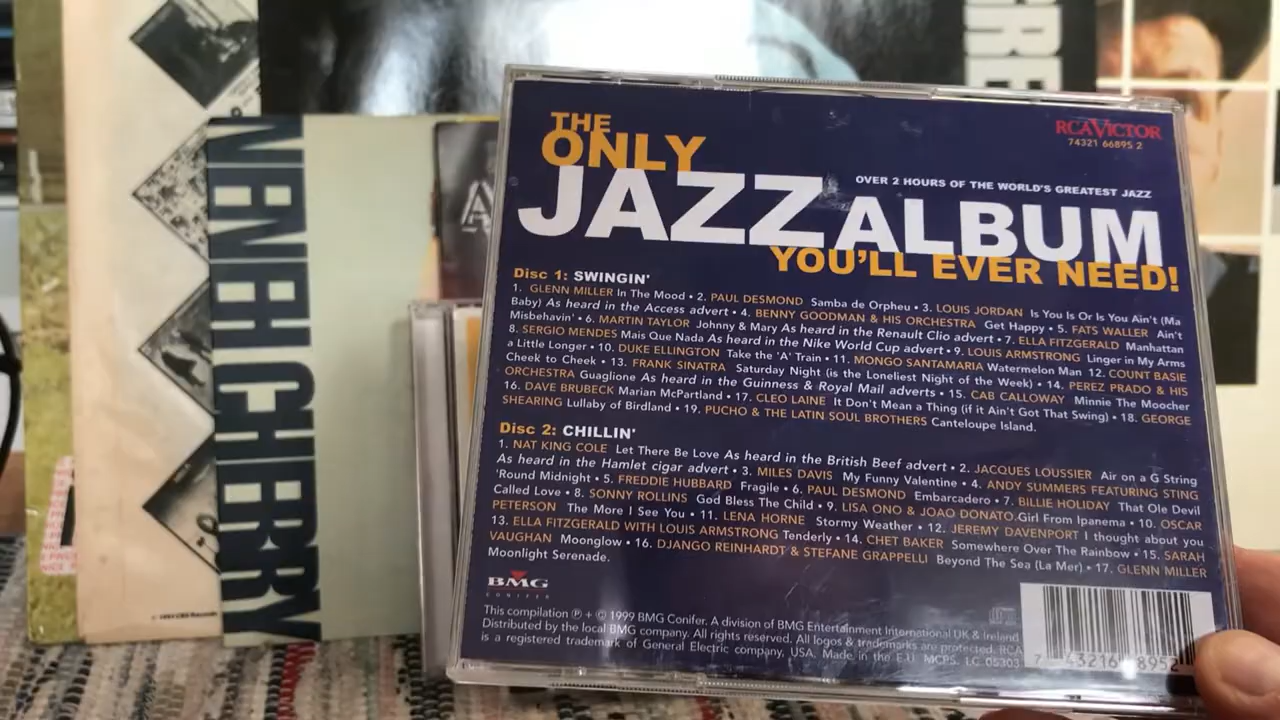 NENEH CHERRY
THE
ONLY
JAZZ ALBUM
YOU'LL EVER NEED!
RCA VICTOR
74321 66895 2
OVER 2 HOURS OF THE WORLD'S GREATEST JAZZ
Disc 1: SWINGIN'
1. GLENN MILLER In The Mood • 2. PAUL DESMOND Samba de Orpheu • 3. LOUIS JORDAN Is You Is Or Is You Ain't (Ma
Baby) As heard in the Access advert • 4. BENNY GOODMAN & HIS ORCHESTRA Get Happy • 5. FATS WALLER Ain't
Misbehavin' • 6. MARTIN TAYLOR Johnny & Mary As heard in the Renault Clio advert • 7. ELLA FITZGERALD Manhattan
8. SERGIO MENDES Mais Que Nada As heard in the Nike World Cup advert • 9. LOUIS ARMSTRONG Linger in My Arms
a Little Longer • 10. DUKE ELLINGTON Take the 'A' Train • 11. MONGO SANTAMARIA Watermelon Man 12. COUNT BASIE
Cheek to Cheek • 13. FRANK SINATRA Saturday Night (is the Loneliest Night of the Week) • 14. PEREZ PRADO & HIS
ORCHESTRA Guaglione As heard in the Guinness & Royal Mail adverts • 15. CAB CALLOWAY Minnie The Moocher
16. DAVE BRUBECK Marian McPartland • 17. CLEO LAINE It Don't Mean a Thing (if it Ain't Got That Swing) • 18. GEORGE
SHEARING Lullaby of Birdland • 19. PUCHO & THE LATIN SOUL BROTHERS Canteloupe Island.
Disc 2: CHILLIN'
1. NAT KING COLE Let There Be Love As heard in the British Beef advert • 2. JACQUES LOUSSIER Air on a G String
As heard in the Hamlet cigar advert • 3. MILES DAVIS My Funny Valentine • 4. ANDY SUMMERS FEATURING STING
'Round Midnight • 5. FREDDIE HUBBARD Fragile • 6. PAUL DESMOND Embarcadero • 7. BILLIE HOLIDAY That Ole Devil
Called Love • 8. SONNY ROLLINS God Bless The Child • 9. LISA ONO & JOAO DONATO.Girl From Ipanema • 10. OSCAR
PETERSON The More I See You • 11. LENA HORNE Stormy Weather • 12. JEREMY DAVENPORT I thought about you
13. ELLA FITZGERALD WITH LOUIS ARMSTRONG Tenderly • 14. CHET BAKER Somewhere Over The Rainbow • 15. SARAH
VAUGHAN Moonglow • 16. DJANGO REINHARDT & STEFANE GRAPPELLI Beyond The Sea (La Mer) • 17. GLENN MILLER
Moonlight Serenade.
BMG
CONIFER
This compilation ℗ + © 1999 BMG Conifer. A division of BMG Entertainment International UK & Ireland
Distributed by the local BMG company. All rights reserved. All logos & trademarks are protected. RCA
is a registered trademark of General Electric company, USA. Made in the E.U. MCPS. LC 05303